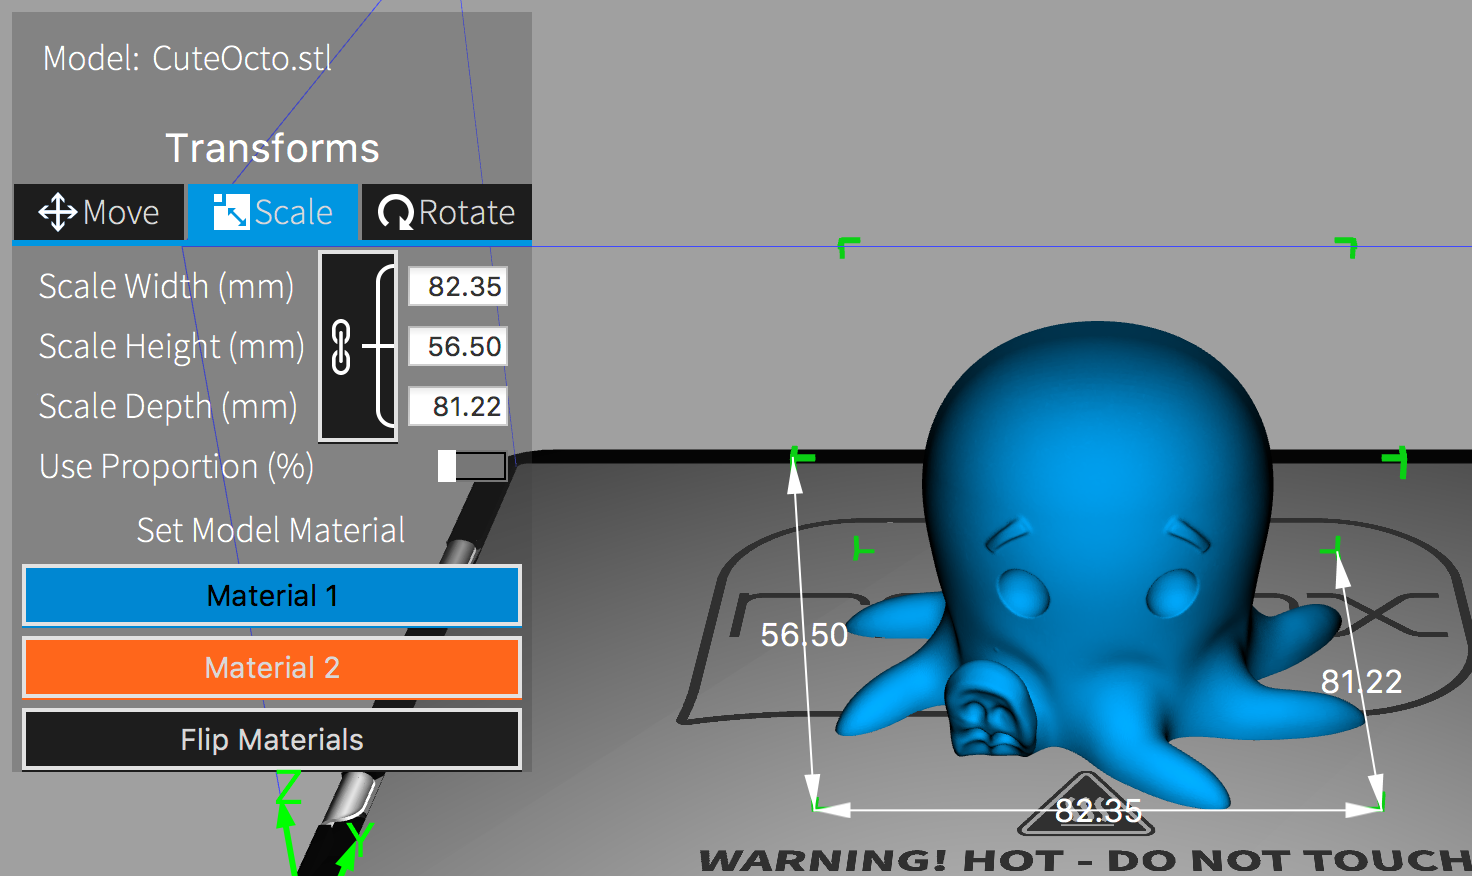 Model: CuteOcto.stl
Transforms
Move Scale Rotate
Scale Width (mm) 82.35
Scale Height (mm) 56.50
Scale Depth (mm) 81.22
Use Proportion (%)
Set Model Material
Material 1
Material 2
Flip Materials
56.50
81.22
82.35
Z
Y
WARNING! HOT - DO NOT TOUCH